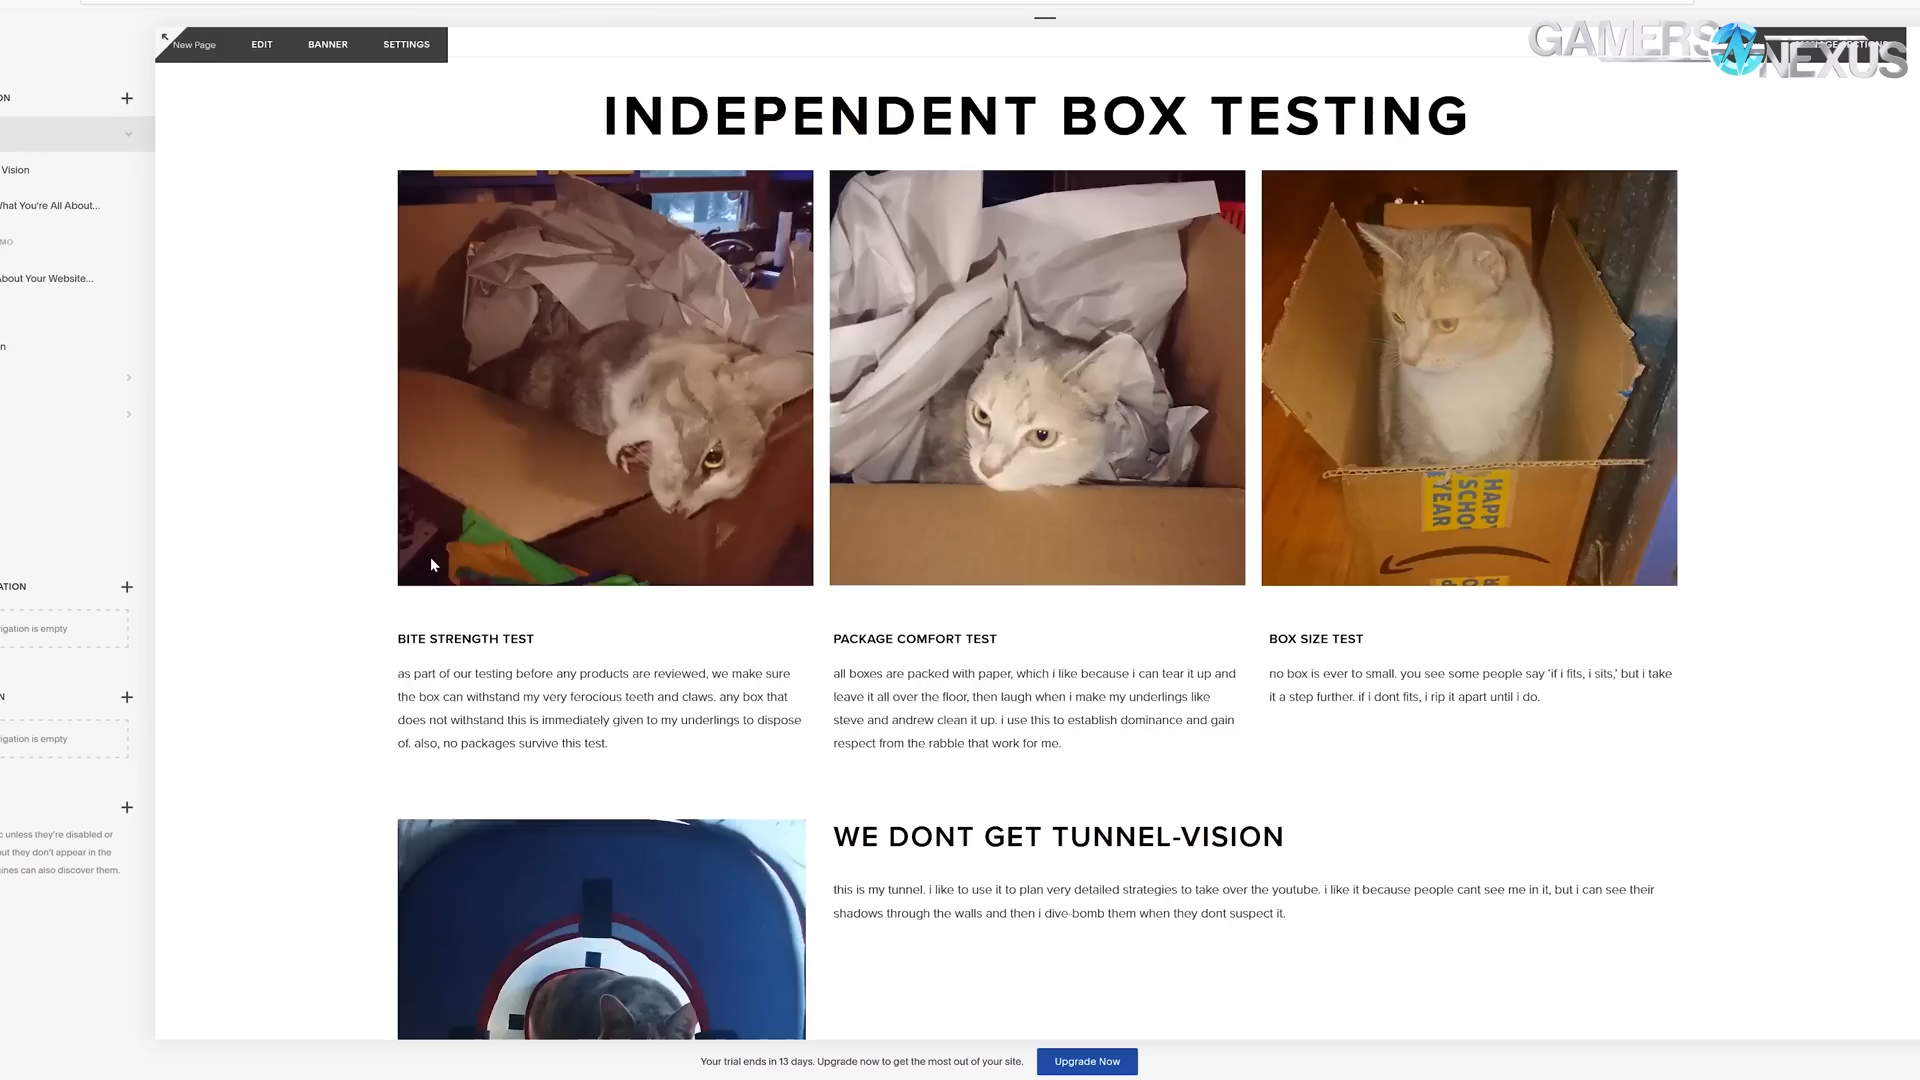 GAMERS NEXUS
New Page EDIT BANNER SETTINGS
ON
INDEPENDENT BOX TESTING
Vision
What You're All About...
MO
About Your Website...
n
HAPPY
SCHOO
YEAR
ATION
igation is empty
BITE STRENGTH TEST
as part of our testing before any products are reviewed, we make sure
the box can withstand my very ferocious teeth and claws. any box that
does not withstand this is immediately given to my underlings to dispose
of. also, no packages survive this test.
PACKAGE COMFORT TEST
all boxes are packed with paper, which i like because i can tear it up and
leave it all over the floor, then laugh when i make my underlings like
steve and andrew clean it up. i use this to establish dominance and gain
respect from the rabble that work for me.
BOX SIZE TEST
no box is ever to small. you see some people say 'if i fits, i sits,' but i take
it a step further. if i dont fits, i rip it apart until i do.
N
igation is empty
c unless they're disabled or
but they don't appear in the
gines can also discover them.
WE DONT GET TUNNEL-VISION
this is my tunnel. i like to use it to plan very detailed strategies to take over the youtube. i like it because people cant see me in it, but i can see their
shadows through the walls and then i dive-bomb them when they dont suspect it.
Your trial ends in 13 days. Upgrade now to get the most out of your site. Upgrade Now